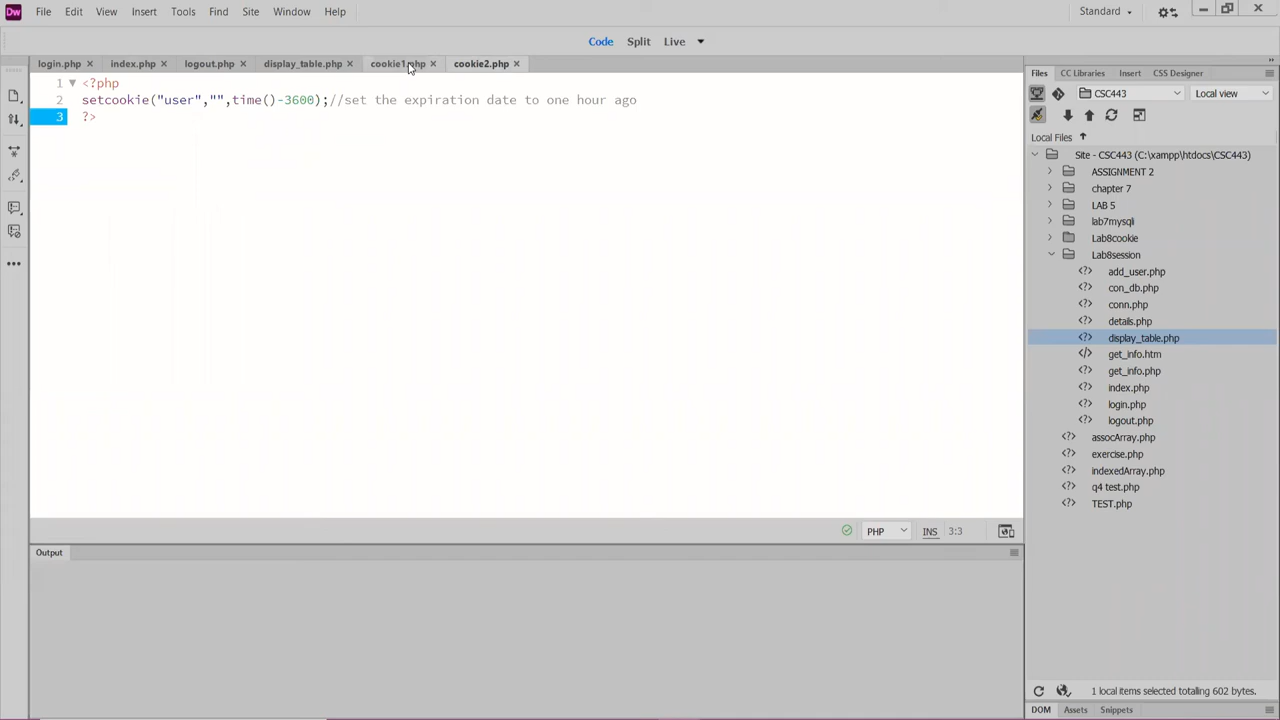 Dw File Edit View Insert Tools Find Site Window Help Standard
Code Split Live
login.php × index.php × logout.php × display_table.php × cookie1.php × cookie2.php ×
1 <?php
2 setcookie("user","",time()-3600);//set the expiration date to one hour ago
3 ?>
PHP INS 3:3
Output
Files CC Libraries Insert CSS Designer
CSC443 Local view
Local Files
Site - CSC443 (C:\xampp\htdocs\CSC443)
ASSIGNMENT 2
chapter 7
LAB 5
lab7mysqli
Lab8cookie
Lab8session
add_user.php
con_db.php
conn.php
details.php
display_table.php
get_info.htm
get_info.php
index.php
login.php
logout.php
assocArray.php
exercise.php
indexedArray.php
q4 test.php
TEST.php
1 local items selected totalling 602 bytes.
DOM Assets Snippets